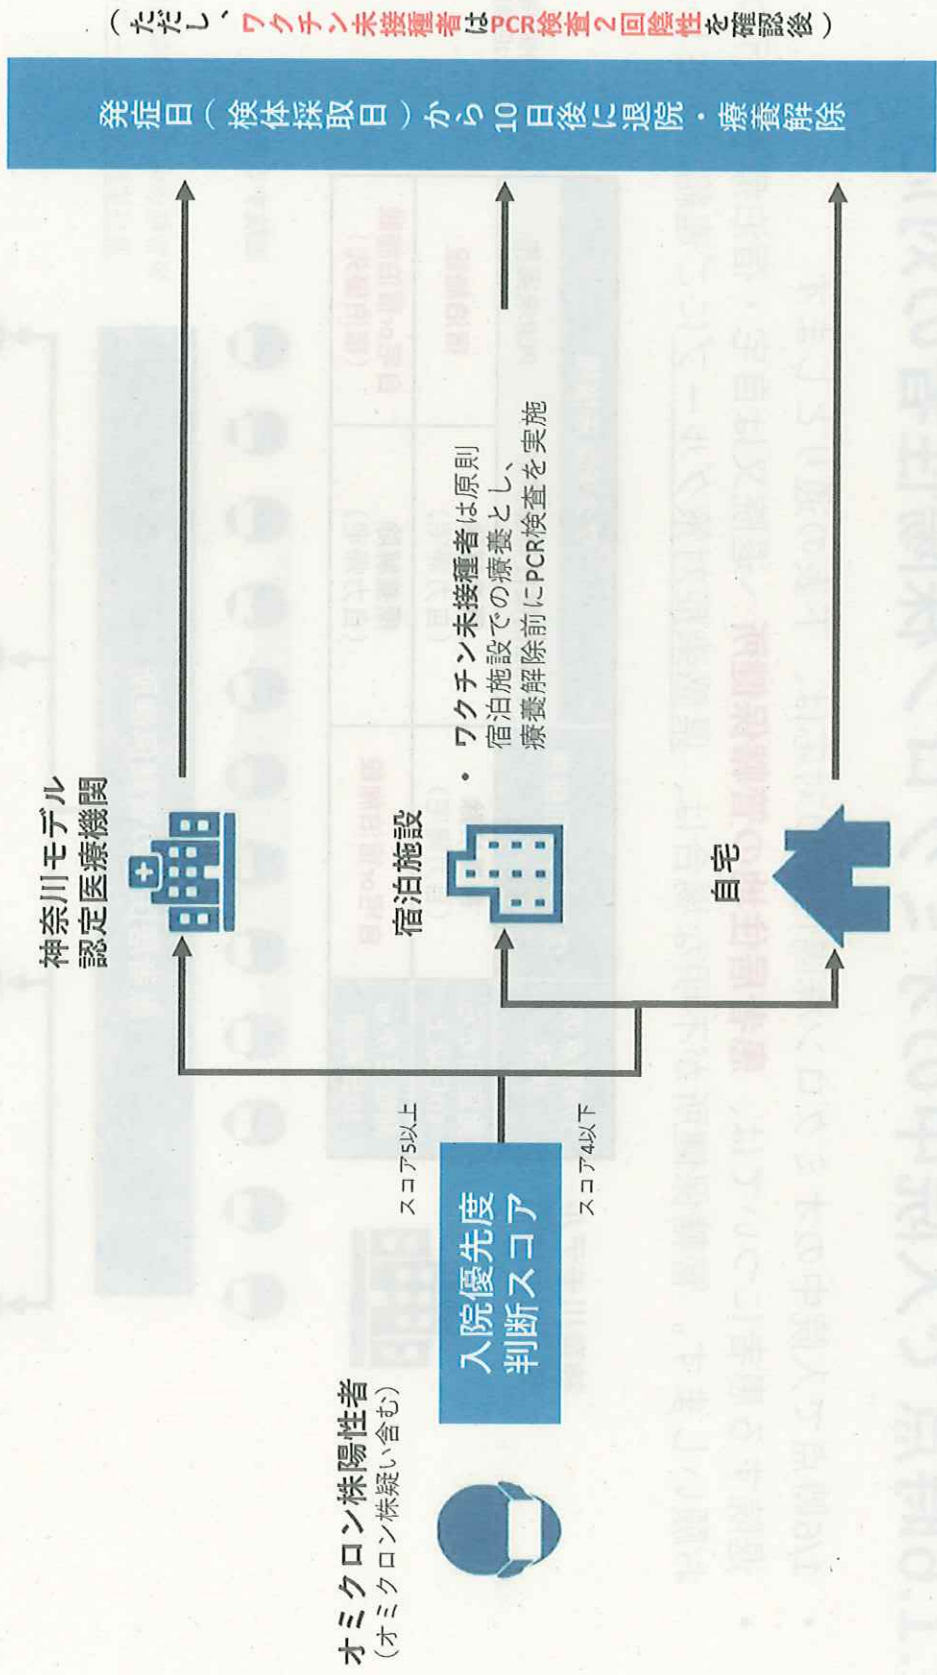 オミクロン株陽性者
(オミクロン株疑い含む)
入院優先度
判断スコア
スコア5以上
スコア4以下
神奈川モデル
認定医療機関
宿泊施設
・ワクチン未接種者は原則
宿泊施設での療養とし、
療養解除前にPCR検査を実施
自宅
発症日(検体採取日)から10日後に退院・療養解除
(ただし、ワクチン未接種者はPCR検査2回陰性を確認後)